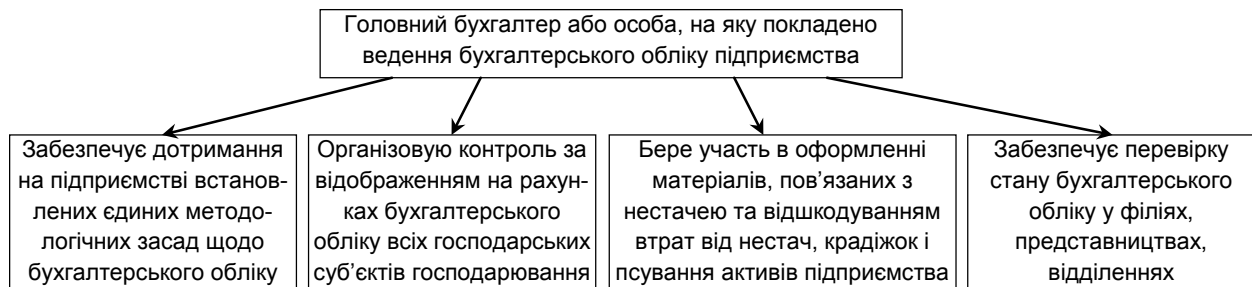 Головний бухгалтер або особа, на яку покладено
ведення бухгалтерського обліку підприємства
Забезпечує дотримання
на підприємстві встанов-
лених єдиних методо-
логічних засад щодо
бухгалтерського обліку
Організовую контроль за
відображенням на рахун-
ках бухгалтерського
обліку всіх господарських
суб’єктів господарювання
Бере участь в оформленні
матеріалів, пов’язаних з
нестачею та відшкодуванням
втрат від нестач, крадіжок і
псування активів підприємства
Забезпечує перевірку
стану бухгалтерського
обліку у філіях,
представництвах,
відділеннях